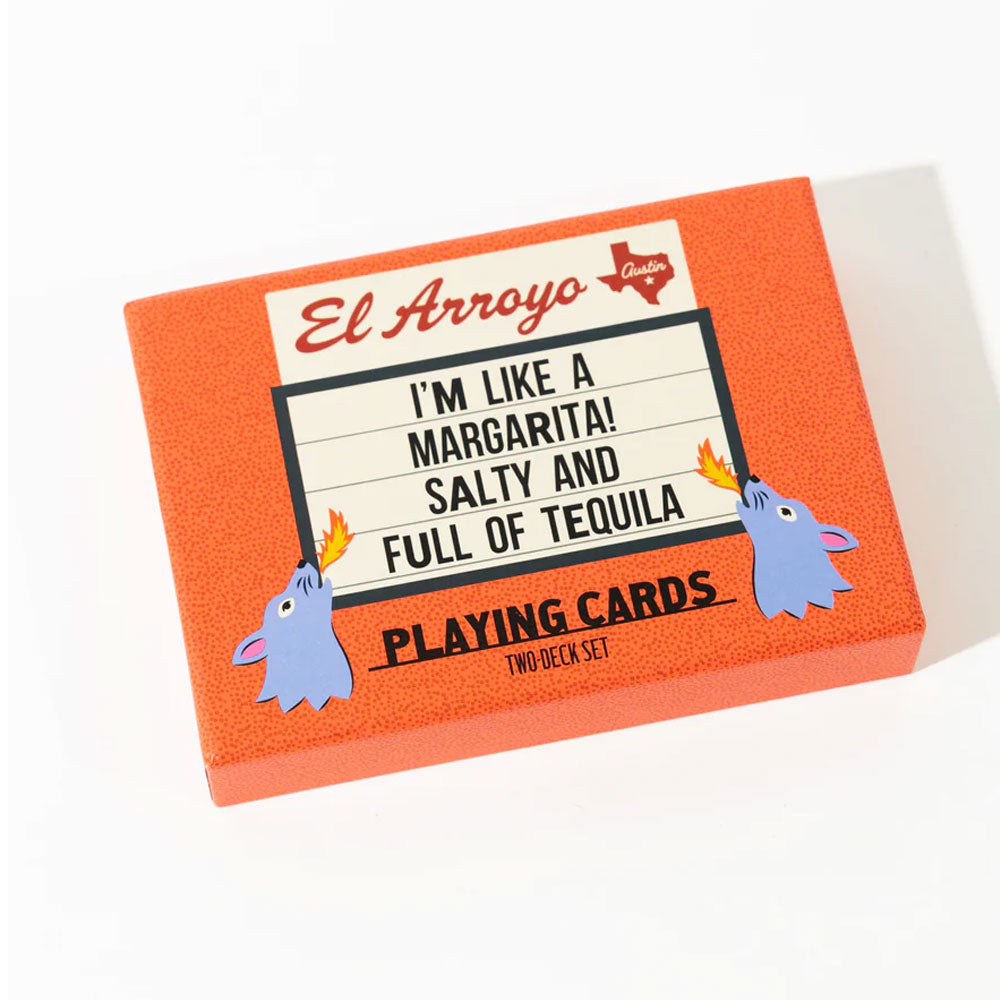 El Arroyo
Austin
I'M LIKE A
MARGARITA!
SALTY AND
FULL OF TEQUILA
PLAYING CARDS
TWO-DECK SET